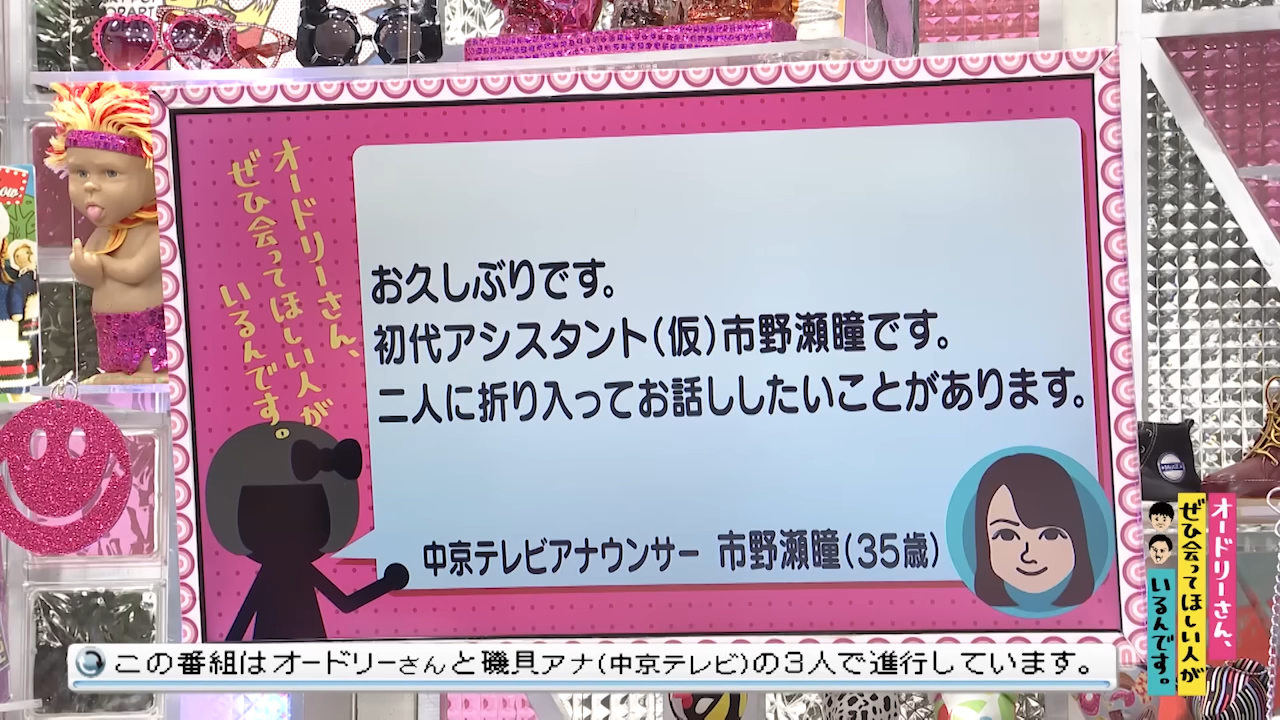 オードリーさん、
ぜひ会ってほしい人が
いるんです。
お久しぶりです。
初代アシスタント(仮)市野瀬瞳です。
二人に折り入ってお話ししたいことがあります。
中京テレビアナウンサー 市野瀬瞳(35歳)
オードリーさん、
ぜひ会ってほしい人が
いるんです。
この番組はオードリーさんと磯貝アナ(中京テレビ)の3人で進行しています。